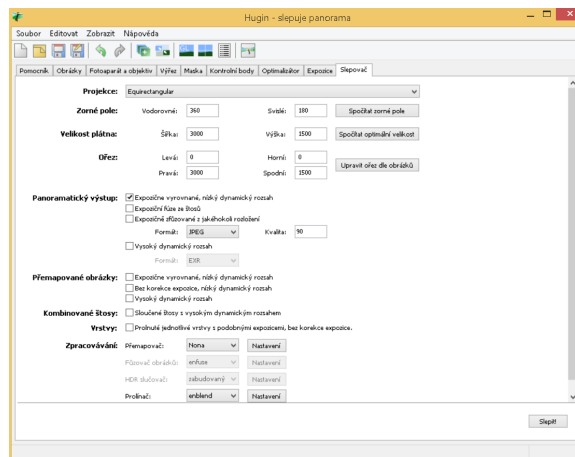 Hugin - slepuje panorama
Soubor Editovat Zobrazit Nápověda
Pomocník Obrázky Fotoaparát a objektiv Výřez Maska Kontrolní body Optimalizátor Expozice Slepovač
Projekce: Equirectangular
Zorné pole: Vodorovné: 360 Svislé: 180 Spočítat zorné pole
Velikost plátna: Šířka: 3000 Výška: 1500 Spočítat optimální velikost
Ořez: Levá: 0 Horní: 0
Upravit ořez dle obrázků
Pravá: 3000 Spodní: 1500
Panoramatický výstup: Expozične vyrovnané, nízký dynamický rozsah
Expoziční fúze ze štosů
Expozičně zfúzované z jakéhokoli rozložení
Formát: JPEG Kvalita: 90
Vysoký dynamický rozsah
Formát: EXR
Přemapované obrázky: Expozične vyrovnané, nízký dynamický rozsah
Bez korekce expozice, nízký dynamický rozsah
Vysoký dynamický rozsah
Kombinované štosy: Sloučené štosy s vysokým dynamickým rozsahem
Vrstvy: Prolnuté jednotlivé vrstvy s podobnými expozicemi, bez korekce expozice.
Zpracovávání: Přemapovač: Nona Nastavení
Fúzovač obrázků: enfuse
HDR slučovač: zabudovaný
Prolínač: enblend Nastavení
Slepit!